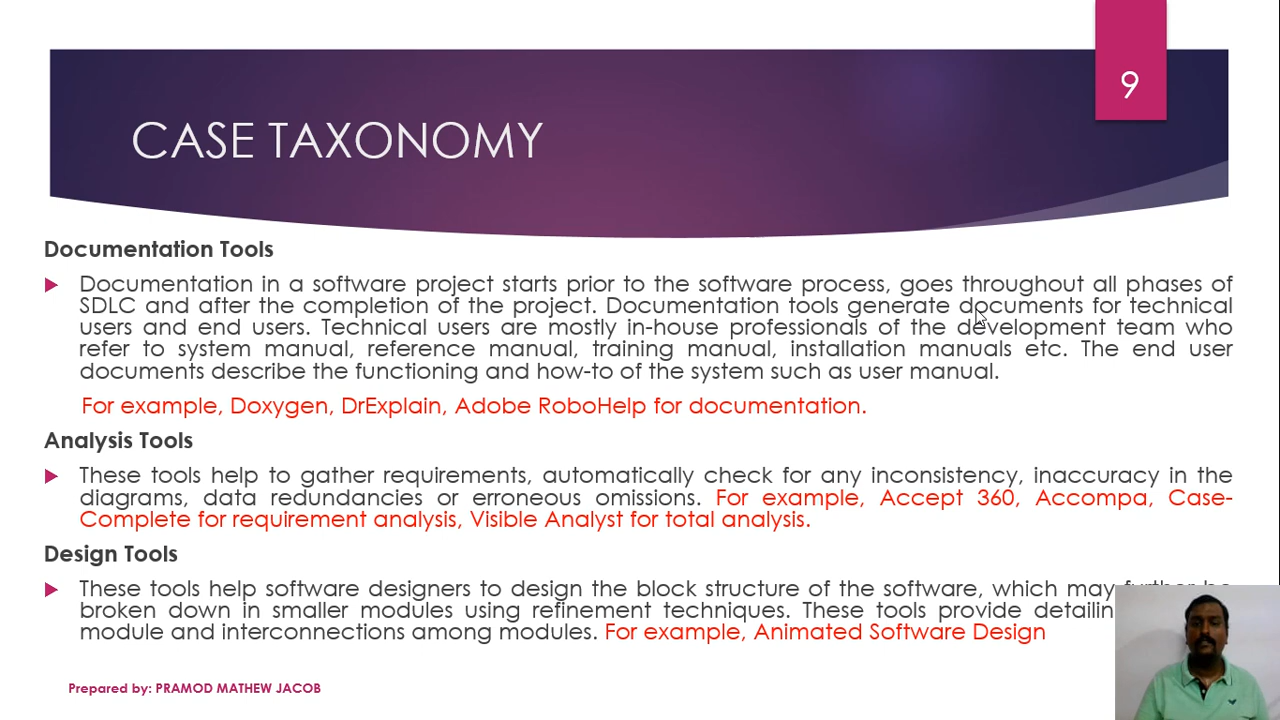 9
CASE TAXONOMY
Documentation Tools
Documentation in a software project starts prior to the software process, goes throughout all phases of
SDLC and after the completion of the project. Documentation tools generate documents for technical
users and end users. Technical users are mostly in-house professionals of the development team who
refer to system manual, reference manual, training manual, installation manuals etc. The end user
documents describe the functioning and how-to of the system such as user manual.
For example, Doxygen, DrExplain, Adobe RoboHelp for documentation.
Analysis Tools
These tools help to gather requirements, automatically check for any inconsistency, inaccuracy in the
diagrams, data redundancies or erroneous omissions. For example, Accept 360, Accompa, Case-
Complete for requirement analysis, Visible Analyst for total analysis.
Design Tools
These tools help software designers to design the block structure of the software, which may further be
broken down in smaller modules using refinement techniques. These tools provide
module and interconnections among modules. For example, Animated Software Design
Prepared by: PRAMOD MATHEW JACOB